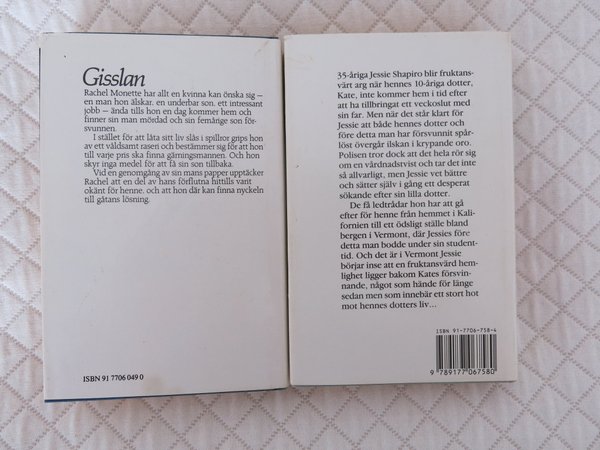 Gisslan
Rachel Monette har allt en kvinna kan önska sig —
en man hon älskar, en underbar son, ett intressant
jobb — ända tills hon en dag kommer hem och
finner sin man mördad och sin femårige son för-
svunnen.
I stället för att låta sitt liv slås i spillror grips hon
av ett våldsamt raseri och bestämmer sig för att hon
till varje pris ska finna gärningsmannen. Och hon
skyr inga medel för att få sin son tillbaka.
Vid en genomgång av sin mans papper upptäcker
Rachel att en del av hans förflutna hittills varit
okänt för henne, och att hon där kan finna nyckeln
till gåtans lösning.
ISBN 91 7706 049 0
35-åriga Jessie Shapiro blir fruktans-
värt arg när hennes 10-åriga dotter,
Kate, inte kommer hem i tid efter
att ha tillbringat ett veckoslut med
sin far. Men när det står klart för
Jessie att både hennes dotter och
före detta man har försvunnit spår-
löst övergår ilskan i krypande oro.
Polisen tror dock att det hela rör sig
om en vårdnadstvist och tar det inte
så allvarligt, men Jessie vet bättre
och sätter själv i gång ett desperat
sökande efter sin lilla dotter.
De få ledtrådar hon har att gå
efter för henne från hemmet i Kali-
fornien till ett ödsligt ställe bland
bergen i Vermont, där Jessies före
detta man bodde under sin student-
tid. Och det är i Vermont Jessie
börjar inse att en fruktansvärd hem-
lighet ligger bakom Kates försvin-
nande, något som hände för länge
sedan men som innebär ett stort hot
mot hennes dotters liv…
ISBN 91-7706-758-4
9 789177 067580